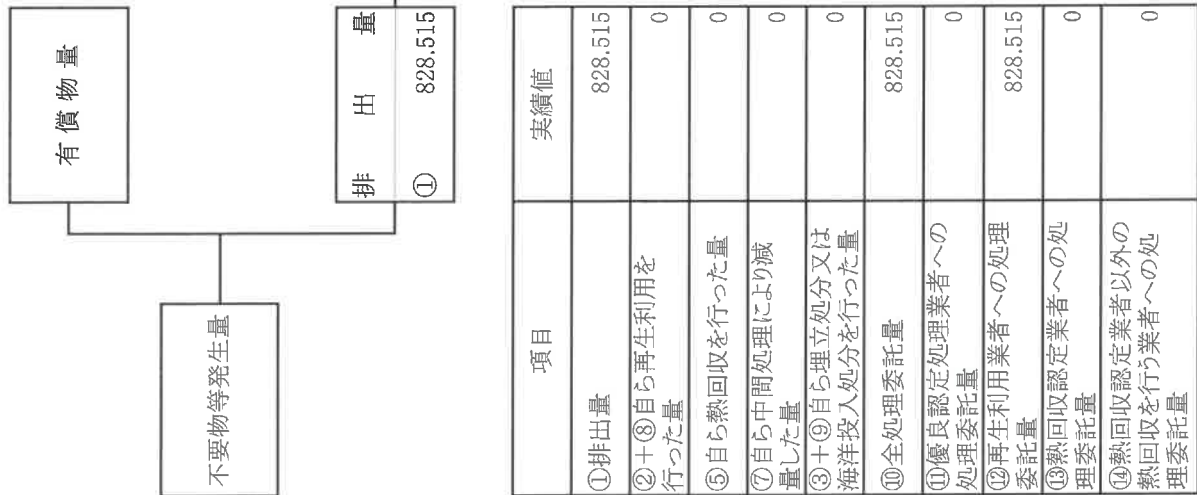 有償物量
不要物等発生量
排出量
① 828.515
項目 実績値
①排出量 828.515
②+⑧自ら再生利用を
行った量 0
⑤自ら熱回収を行った量 0
⑦自ら中間処理により減
量した量 0
③+⑨自ら埋立処分又は
海洋投入処分を行った量 0
⑩全処理委託量 828.515
⑪優良認定処理業者への
処理委託量 0
⑫再生利用業者への処理
委託量 828.515
⑬熱回収認定業者への処
理委託量 0
⑭熱回収認定業者以外の
熱回収を行う業者への処
理委託量 0